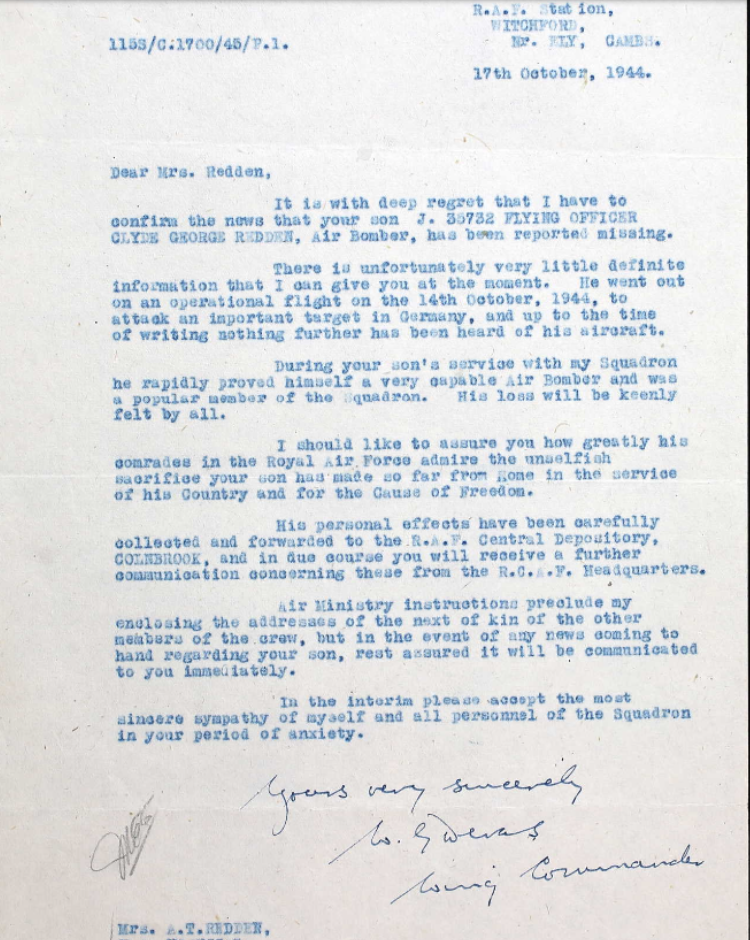 R.A.F. Station,
WITCHFORD,
Nr. ELY, CAMBS.
115S/C.1700/45/P.1.
17th October, 1944.
Dear Mrs. Redden,
It is with deep regret that I have to
confirm the news that your son J. 35732 FLYING OFFICER
CLYDE GEORGE REDDEN, Air Bomber, has been reported missing.
There is unfortunately very little definite
information that I can give you at the moment. He went out
on an operational flight on the 14th October, 1944, to
attack an important target in Germany, and up to the time
of writing nothing further has been heard of his aircraft.
During your son's service with my Squadron
he rapidly proved himself a very capable Air Bomber and was
a popular member of the Squadron. His loss will be keenly
felt by all.
I should like to assure you how greatly his
comrades in the Royal Air Force admire the unselfish
sacrifice your son has made so far from Home in the service
of his Country and for the Cause of Freedom.
His personal effects have been carefully
collected and forwarded to the R.A.F. Central Depository,
COLNBROOK, and in due course you will receive a further
communication concerning these from the R.C.A.F. Headquarters.
Air Ministry instructions preclude my
enclosing the addresses of the next of kin of the other
members of the crew, but in the event of any news coming to
hand regarding your son, rest assured it will be communicated
to you immediately.
In the interim please accept the most
sincere sympathy of myself and all personnel of the Squadron
in your period of anxiety.
Yours very sincerely
Wing Commander
Mrs. A.T.REDDEN,